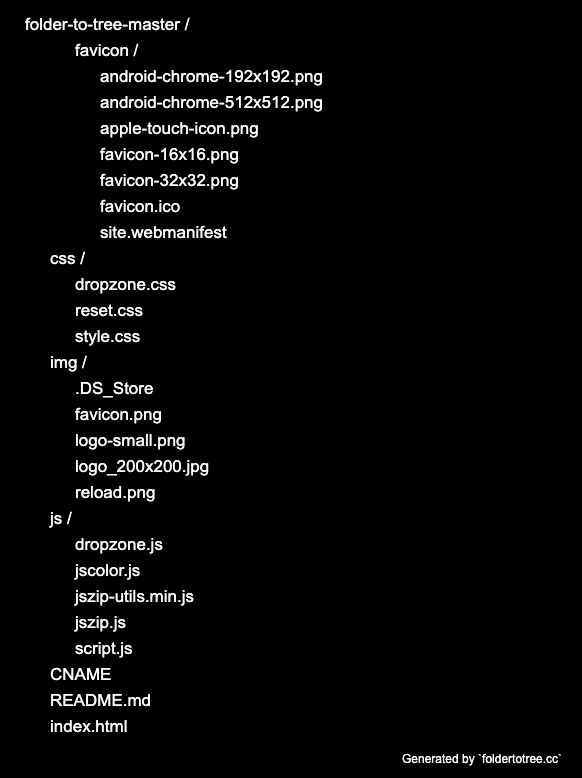 folder-to-tree-master /
favicon /
android-chrome-192x192.png
android-chrome-512x512.png
apple-touch-icon.png
favicon-16x16.png
favicon-32x32.png
favicon.ico
site.webmanifest
css /
dropzone.css
reset.css
style.css
img /
.DS_Store
favicon.png
logo-small.png
logo_200x200.jpg
reload.png
js /
dropzone.js
jscolor.js
jszip-utils.min.js
jszip.js
script.js
CNAME
README.md
index.html
Generated by `foldertotree.cc`